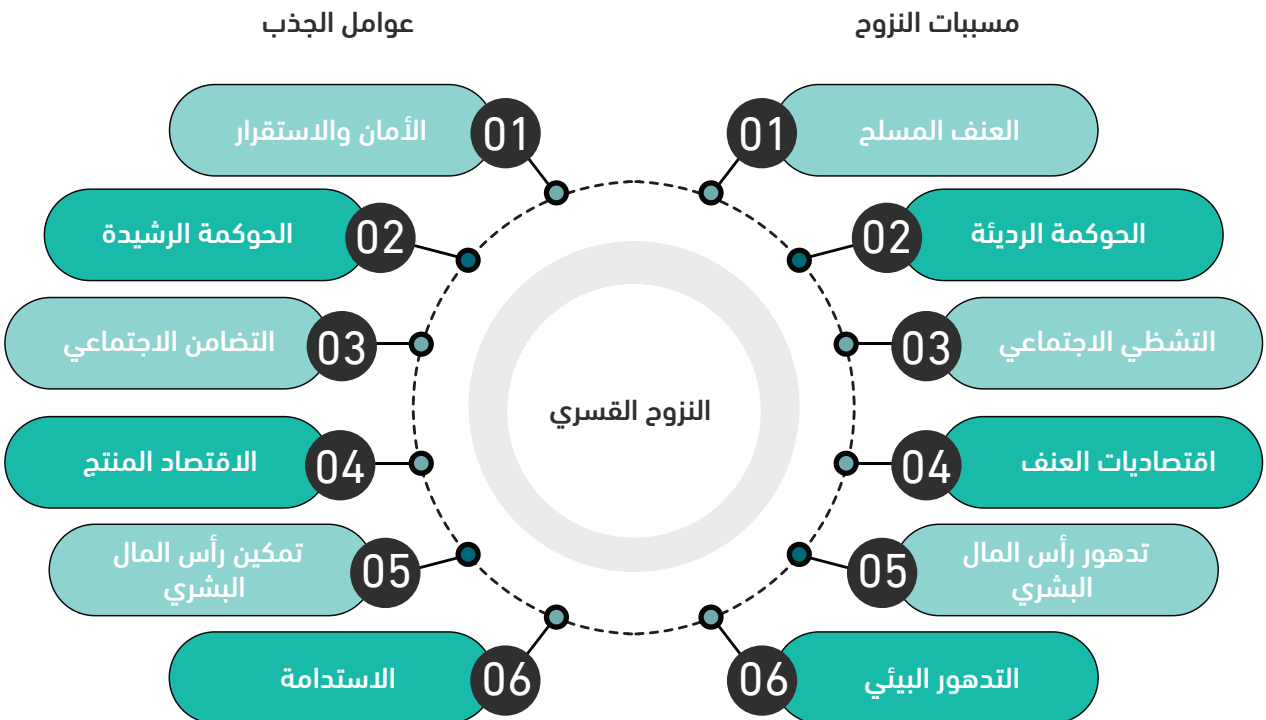 مسببات النزوح
عوامل الجذب
01 العنف المسلح
02 الحوكمة الرديئة
03 التشظي الاجتماعي
04 اقتصاديات العنف
05 تدهور رأس المال
البشري
06 التدهور البيئي
النزوح القسري
01 الأمان والاستقرار
02 الحوكمة الرشيدة
03 التضامن الاجتماعي
04 الاقتصاد المنتج
05 تمكين رأس المال
البشري
06 الاستدامة